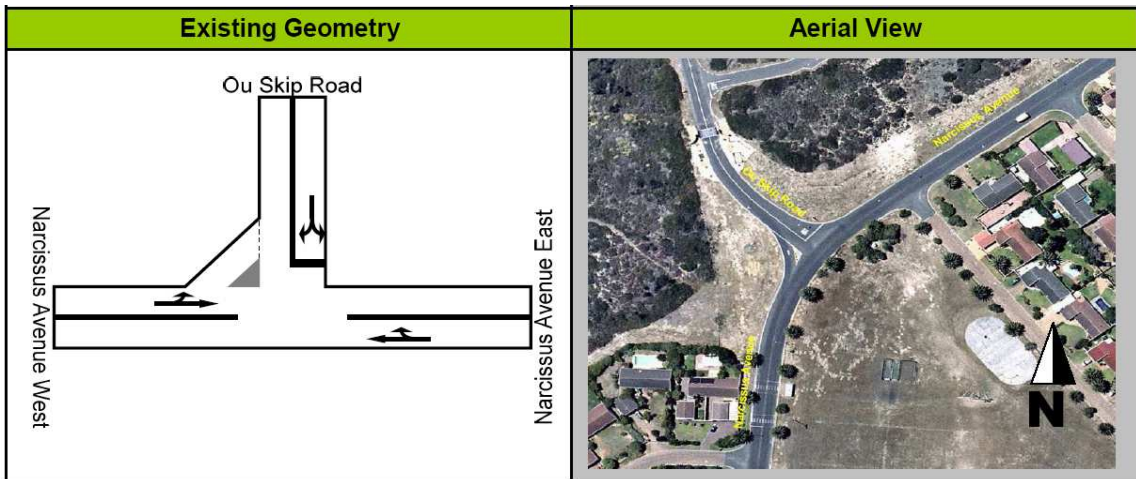 Existing Geometry
Aerial View
Ou Skip Road
Narcissus Avenue West
Narcissus Avenue East
Narcissus Avenue
Ou Skip Road
Narcissus Avenue
N